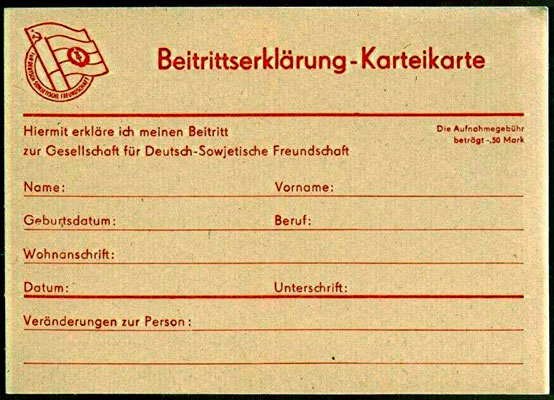 Beitrittserklärung-Karteikarte
Hiermit erkläre ich meinen Beitritt
zur Gesellschaft für Deutsch-Sowjetische Freundschaft
Die Aufnahmegebühr
beträgt -,50 Mark
Name:
Vorname:
Geburtsdatum:
Beruf:
Wohnanschrift:
Datum:
Unterschrift:
Veränderungen zur Person: